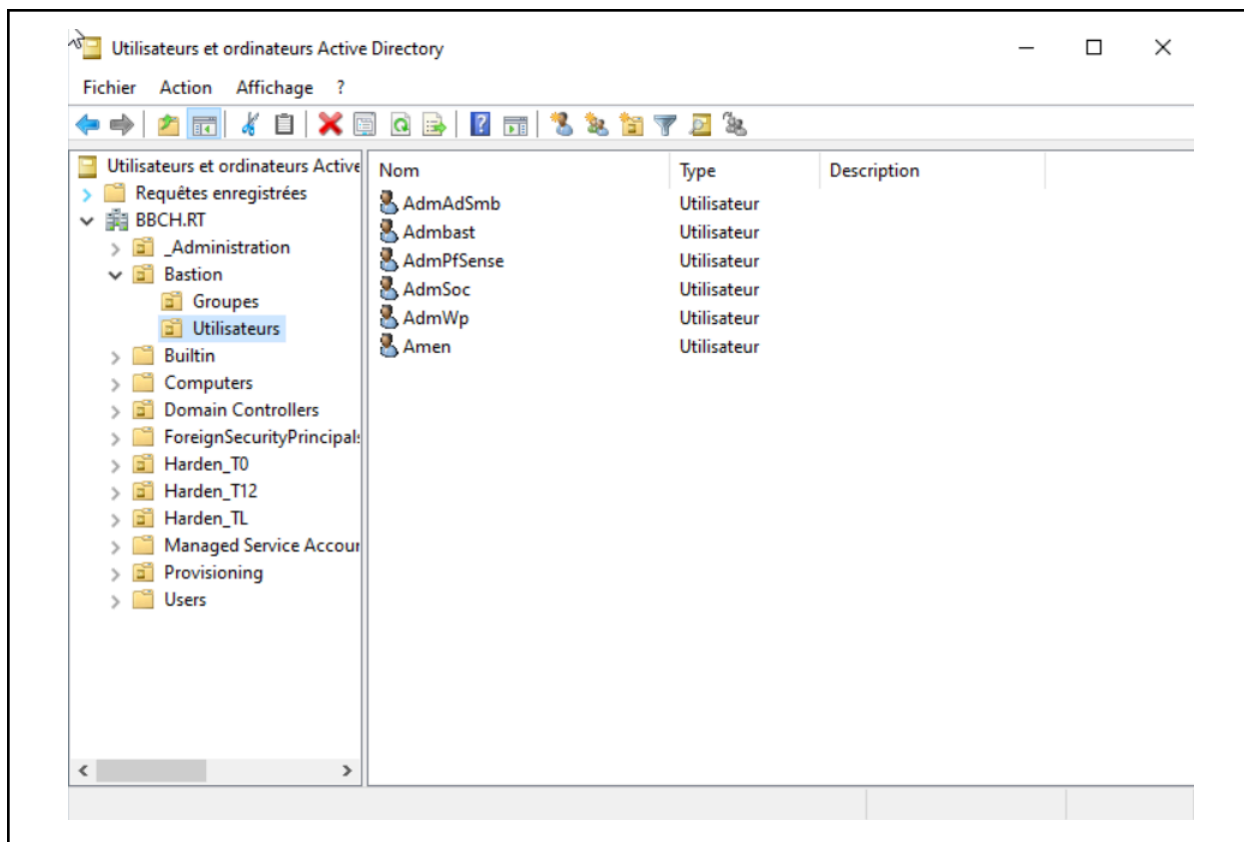 Utilisateurs et ordinateurs Active Directory
Fichier Action Affichage ?
Utilisateurs et ordinateurs Active
Requêtes enregistrées
BBCH.RT
_Administration
Bastion
Groupes
Utilisateurs
Builtin
Computers
Domain Controllers
ForeignSecurityPrincipals
Harden_T0
Harden_T12
Harden_TL
Managed Service Accour
Provisioning
Users
Nom Type Description
AdmAdSmb Utilisateur
Admbast Utilisateur
AdmPfSense Utilisateur
AdmSoc Utilisateur
AdmWp Utilisateur
Amen Utilisateur